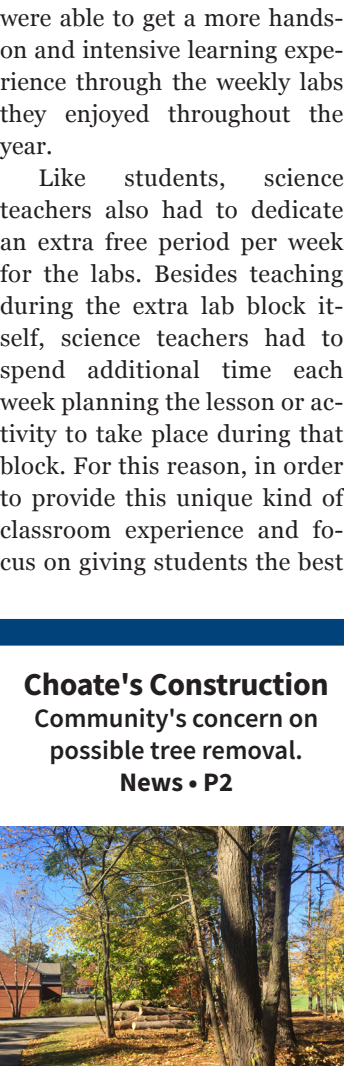 were able to get a more hands-
on and intensive learning expe-
rience through the weekly labs
they enjoyed throughout the
year.
Like students, science
teachers also had to dedicate
an extra free period per week
for the labs. Besides teaching
during the extra lab block it-
self, science teachers had to
spend additional time each
week planning the lesson or ac-
tivity to take place during that
block. For this reason, in order
to provide this unique kind of
classroom experience and fo-
cus on giving students the best
Choate's Construction
Community's concern on
possible tree removal.
News • P2